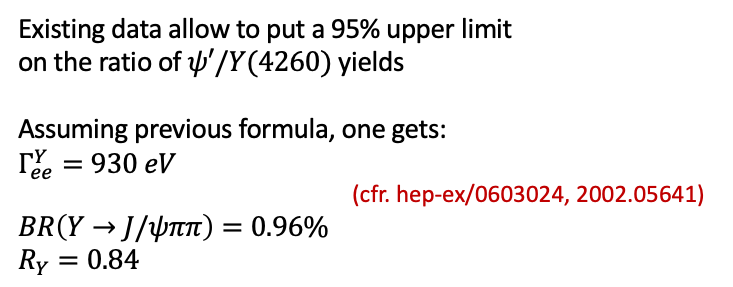 Existing data allow to put a 95% upper limit
on the ratio of ψ′/Y(4260) yields
Assuming previous formula, one gets:
Γ_ee^Y = 930 eV
(cfr. hep-ex/0603024, 2002.05641)
BR(Y → J/ψππ) = 0.96%
R_Y = 0.84